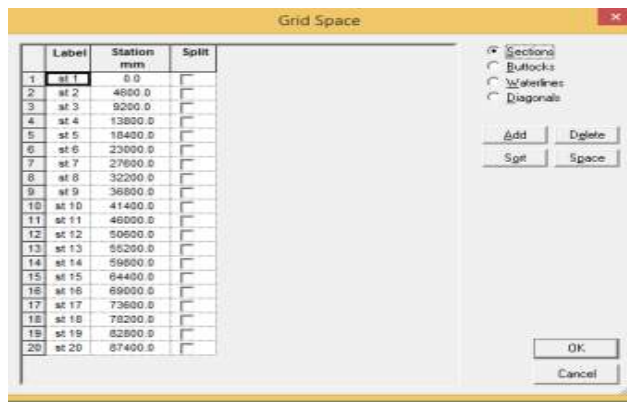 Grid Space
Label Station mm Split
1 st 1 0.0
2 st 2 4600.0
3 st 3 9200.0
4 st 4 13800.0
5 st 5 18400.0
6 st 6 23000.0
7 st 7 27600.0
8 st 8 32200.0
9 st 9 36800.0
10 st 10 41400.0
11 st 11 46000.0
12 st 12 50600.0
13 st 13 55200.0
14 st 14 59800.0
15 st 15 64400.0
16 st 16 69000.0
17 st 17 73600.0
18 st 18 78200.0
19 st 19 82800.0
20 st 20 87400.0
Sections
Buttocks
Waterlines
Diagonals
Add Delete
Sort Space
OK
Cancel